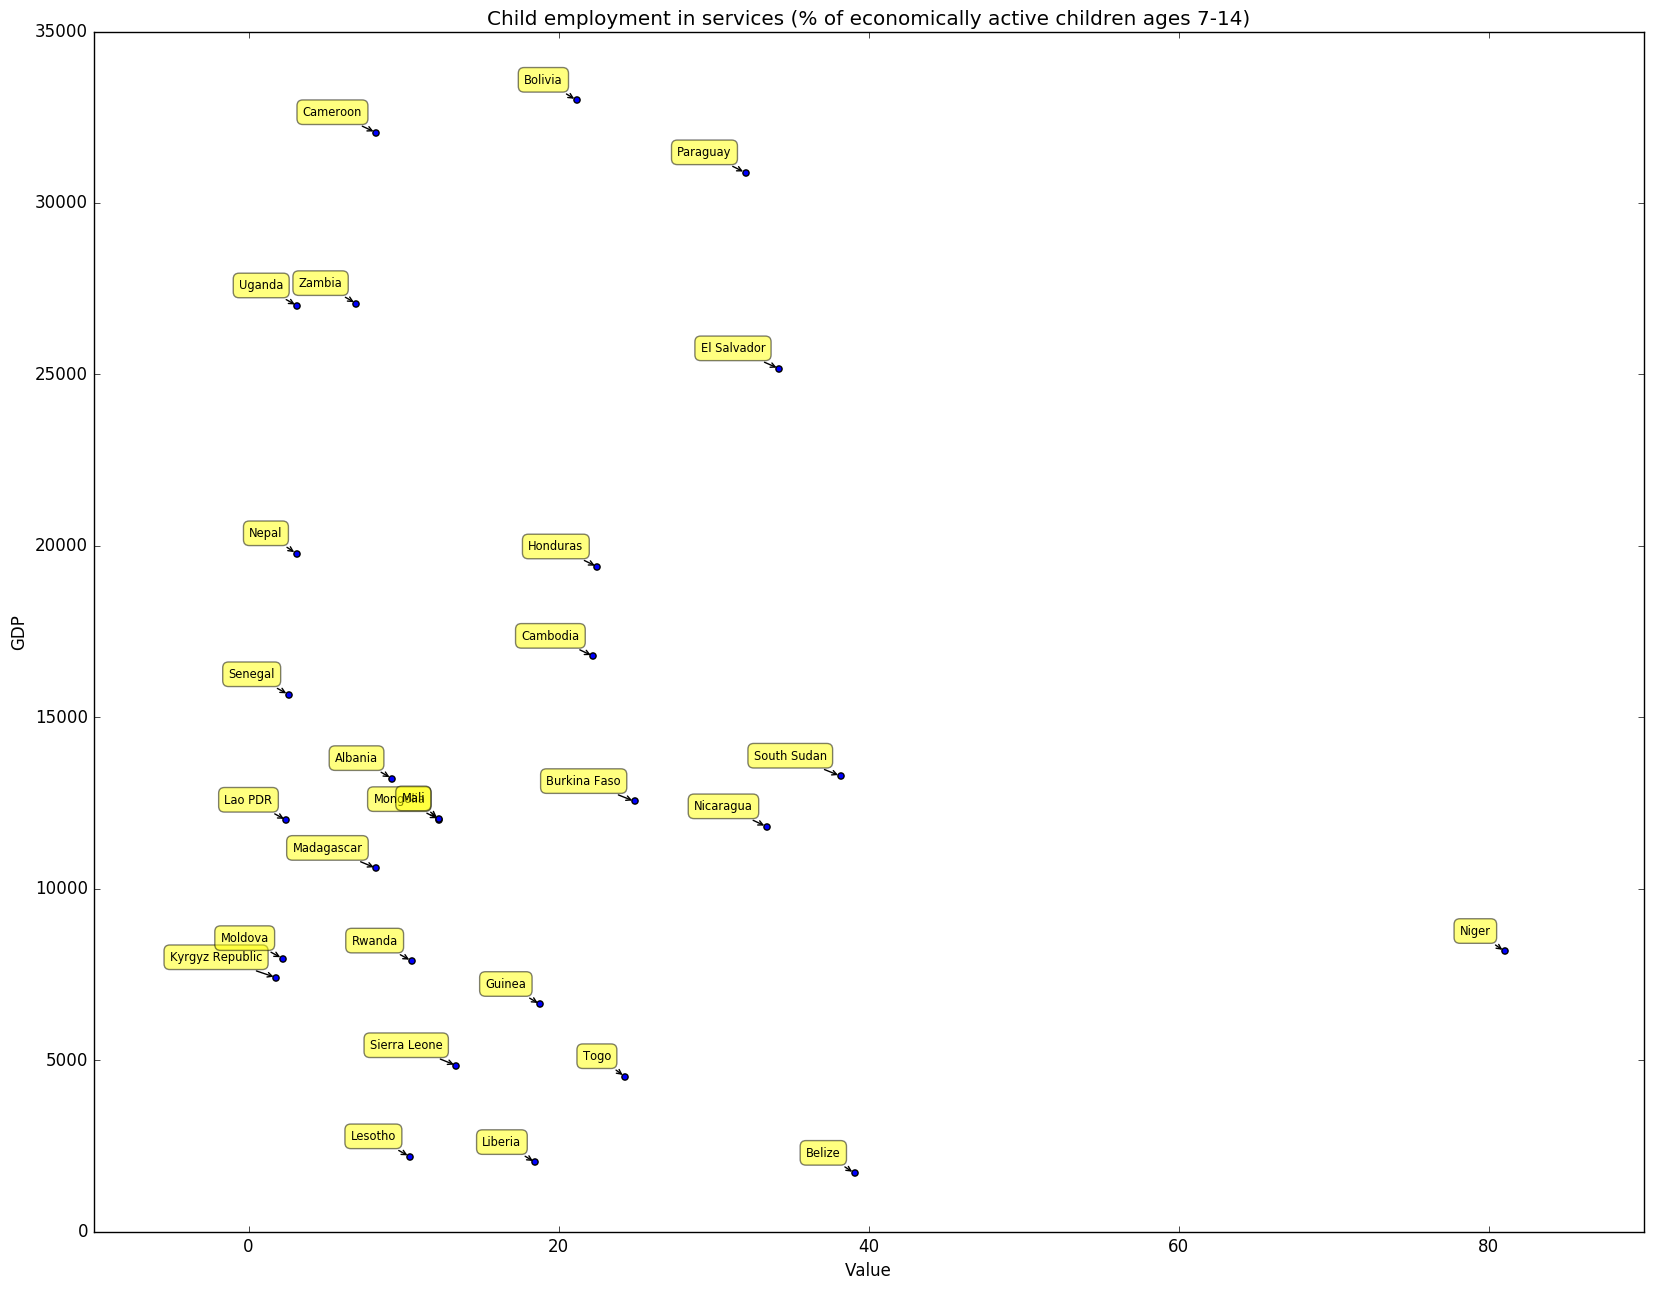 Child employment in services (% of economically active children ages 7-14)
35000
30000
25000
20000
15000
10000
5000
0
GDP
Bolivia
Cameroon
Paraguay
Uganda
Zambia
El Salvador
Nepal
Honduras
Cambodia
Senegal
Albania
South Sudan
Burkina Faso
Lao PDR
Mongolia
Mali
Nicaragua
Madagascar
Moldova
Rwanda
Niger
Kyrgyz Republic
Guinea
Sierra Leone
Togo
Lesotho
Liberia
Belize
0
20
40
60
80
Value